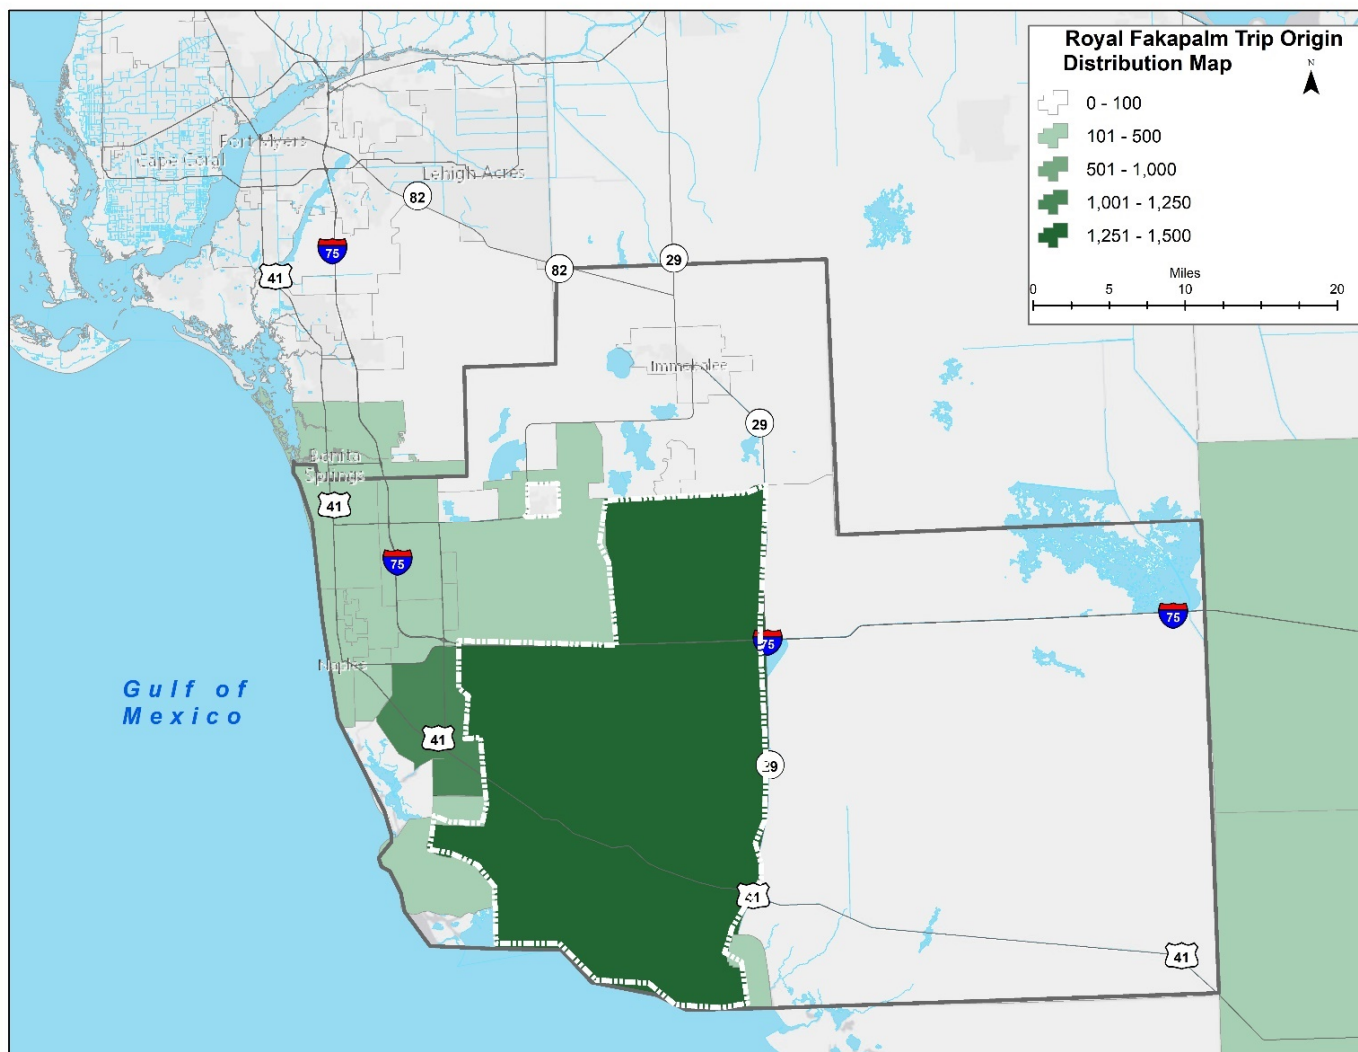 Royal Fakapalm Trip Origin
Distribution Map
N
0 - 100
101 - 500
501 - 1,000
1,001 - 1,250
1,251 - 1,500
Miles
0 5 10 20
Fort Myers
Cape Coral
Lehigh Acres
82
75
41
82
29
Immokalee
29
Bonita
Springs
41
75
75
75
Naples
Gulf of
Mexico
41
29
41
41